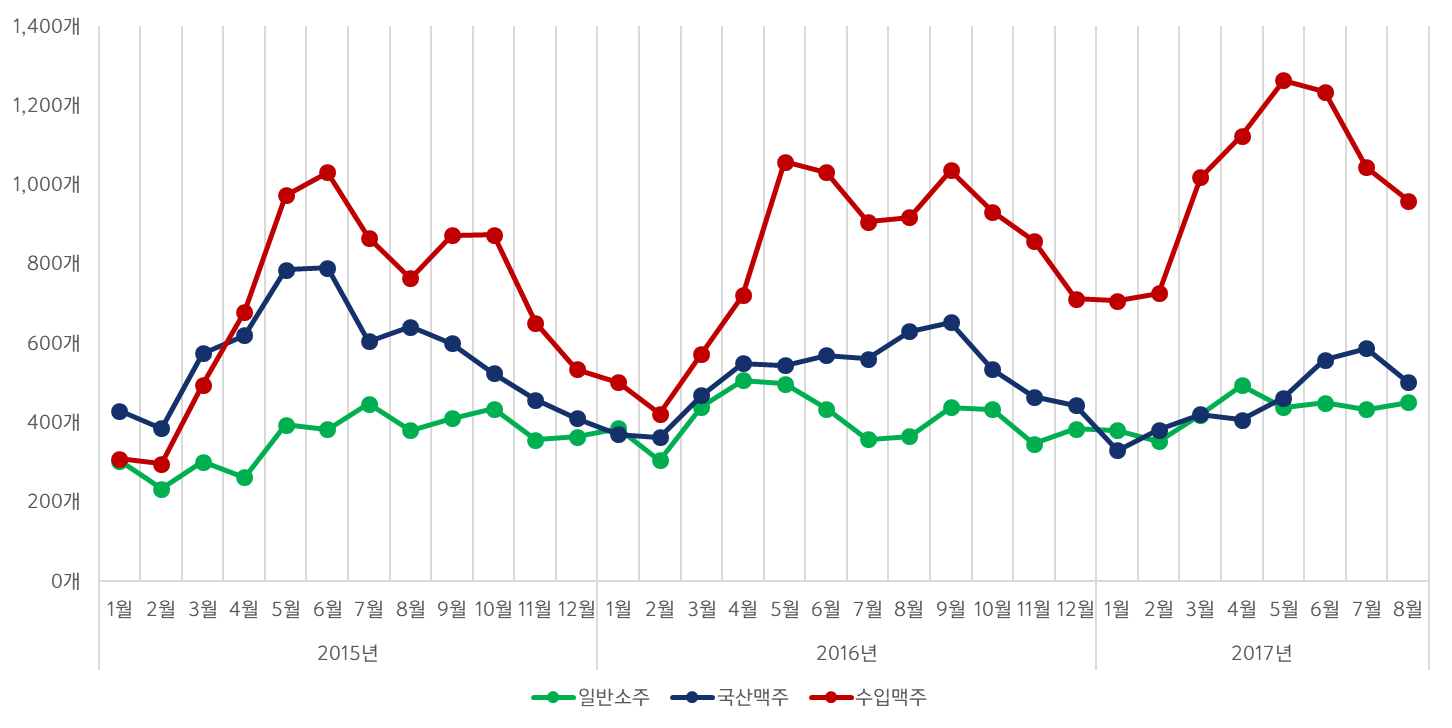 1,400개
1,200개
1,000개
800개
600개
400개
200개
0개
1월 2월 3월 4월 5월 6월 7월 8월 9월 10월 11월 12월 1월 2월 3월 4월 5월 6월 7월 8월 9월 10월 11월 12월 1월 2월 3월 4월 5월 6월 7월 8월
2015년 2016년 2017년
일반소주 국산맥주 수입맥주